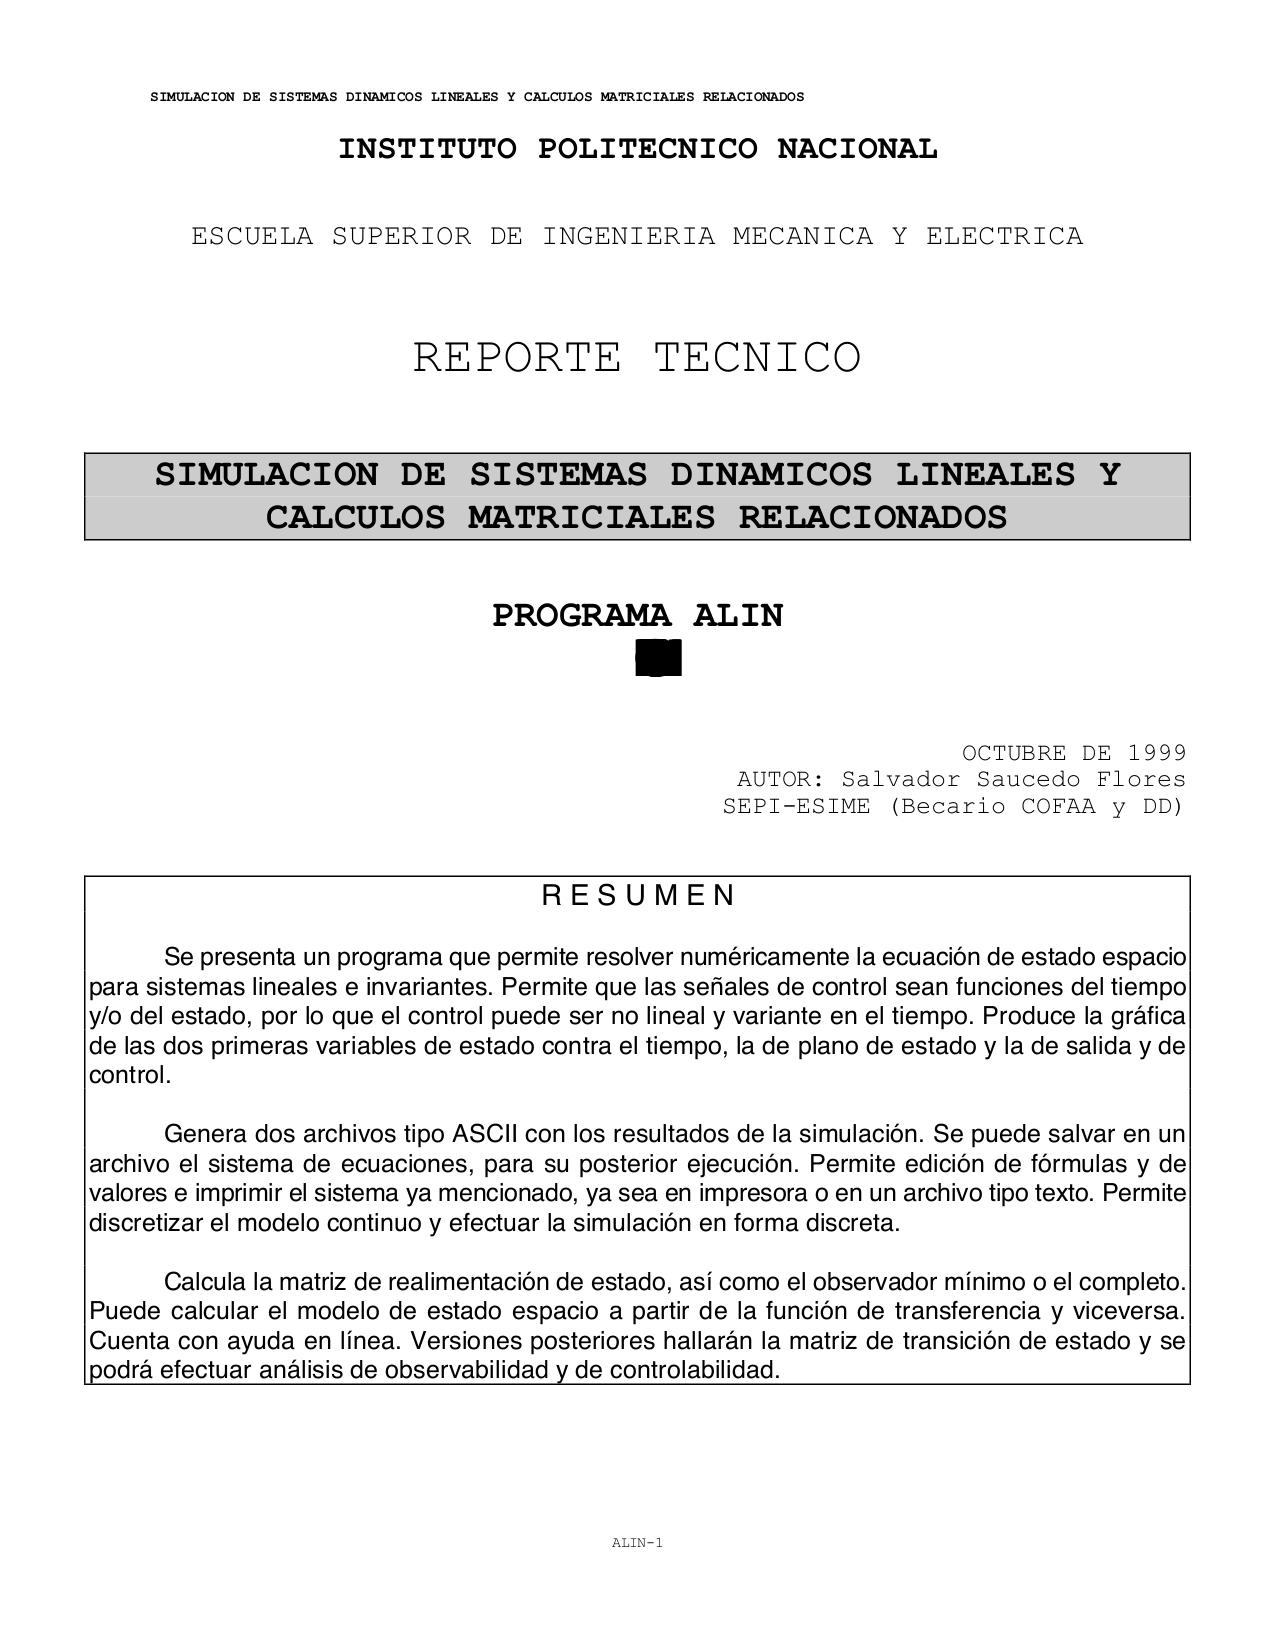 SIMULACION DE SISTEMAS DINAMICOS LINEALES Y CALCULOS MATRICIALES RELACIONADOS
INSTITUTO POLITECNICO NACIONAL
ESCUELA SUPERIOR DE INGENIERIA MECANICA Y ELECTRICA
REPORTE TECNICO
SIMULACION DE SISTEMAS DINAMICOS LINEALES Y
CALCULOS MATRICIALES RELACIONADOS
PROGRAMA ALIN
OCTUBRE DE 1999
AUTOR: Salvador Saucedo Flores
SEPI-ESIME (Becario COFAA y DD)
R E S U M E N
Se presenta un programa que permite resolver numéricamente la ecuación de estado espacio
para sistemas lineales e invariantes. Permite que las señales de control sean funciones del tiempo
y/o del estado, por lo que el control puede ser no lineal y variante en el tiempo. Produce la gráfica
de las dos primeras variables de estado contra el tiempo, la de plano de estado y la de salida y de
control.
Genera dos archivos tipo ASCII con los resultados de la simulación. Se puede salvar en un
archivo el sistema de ecuaciones, para su posterior ejecución. Permite edición de fórmulas y de
valores e imprimir el sistema ya mencionado, ya sea en impresora o en un archivo tipo texto. Permite
discretizar el modelo continuo y efectuar la simulación en forma discreta.
Calcula la matriz de realimentación de estado, así como el observador mínimo o el completo.
Puede calcular el modelo de estado espacio a partir de la función de transferencia y viceversa.
Cuenta con ayuda en línea. Versiones posteriores hallarán la matriz de transición de estado y se
podrá efectuar análisis de observabilidad y de controlabilidad.
ALIN-1